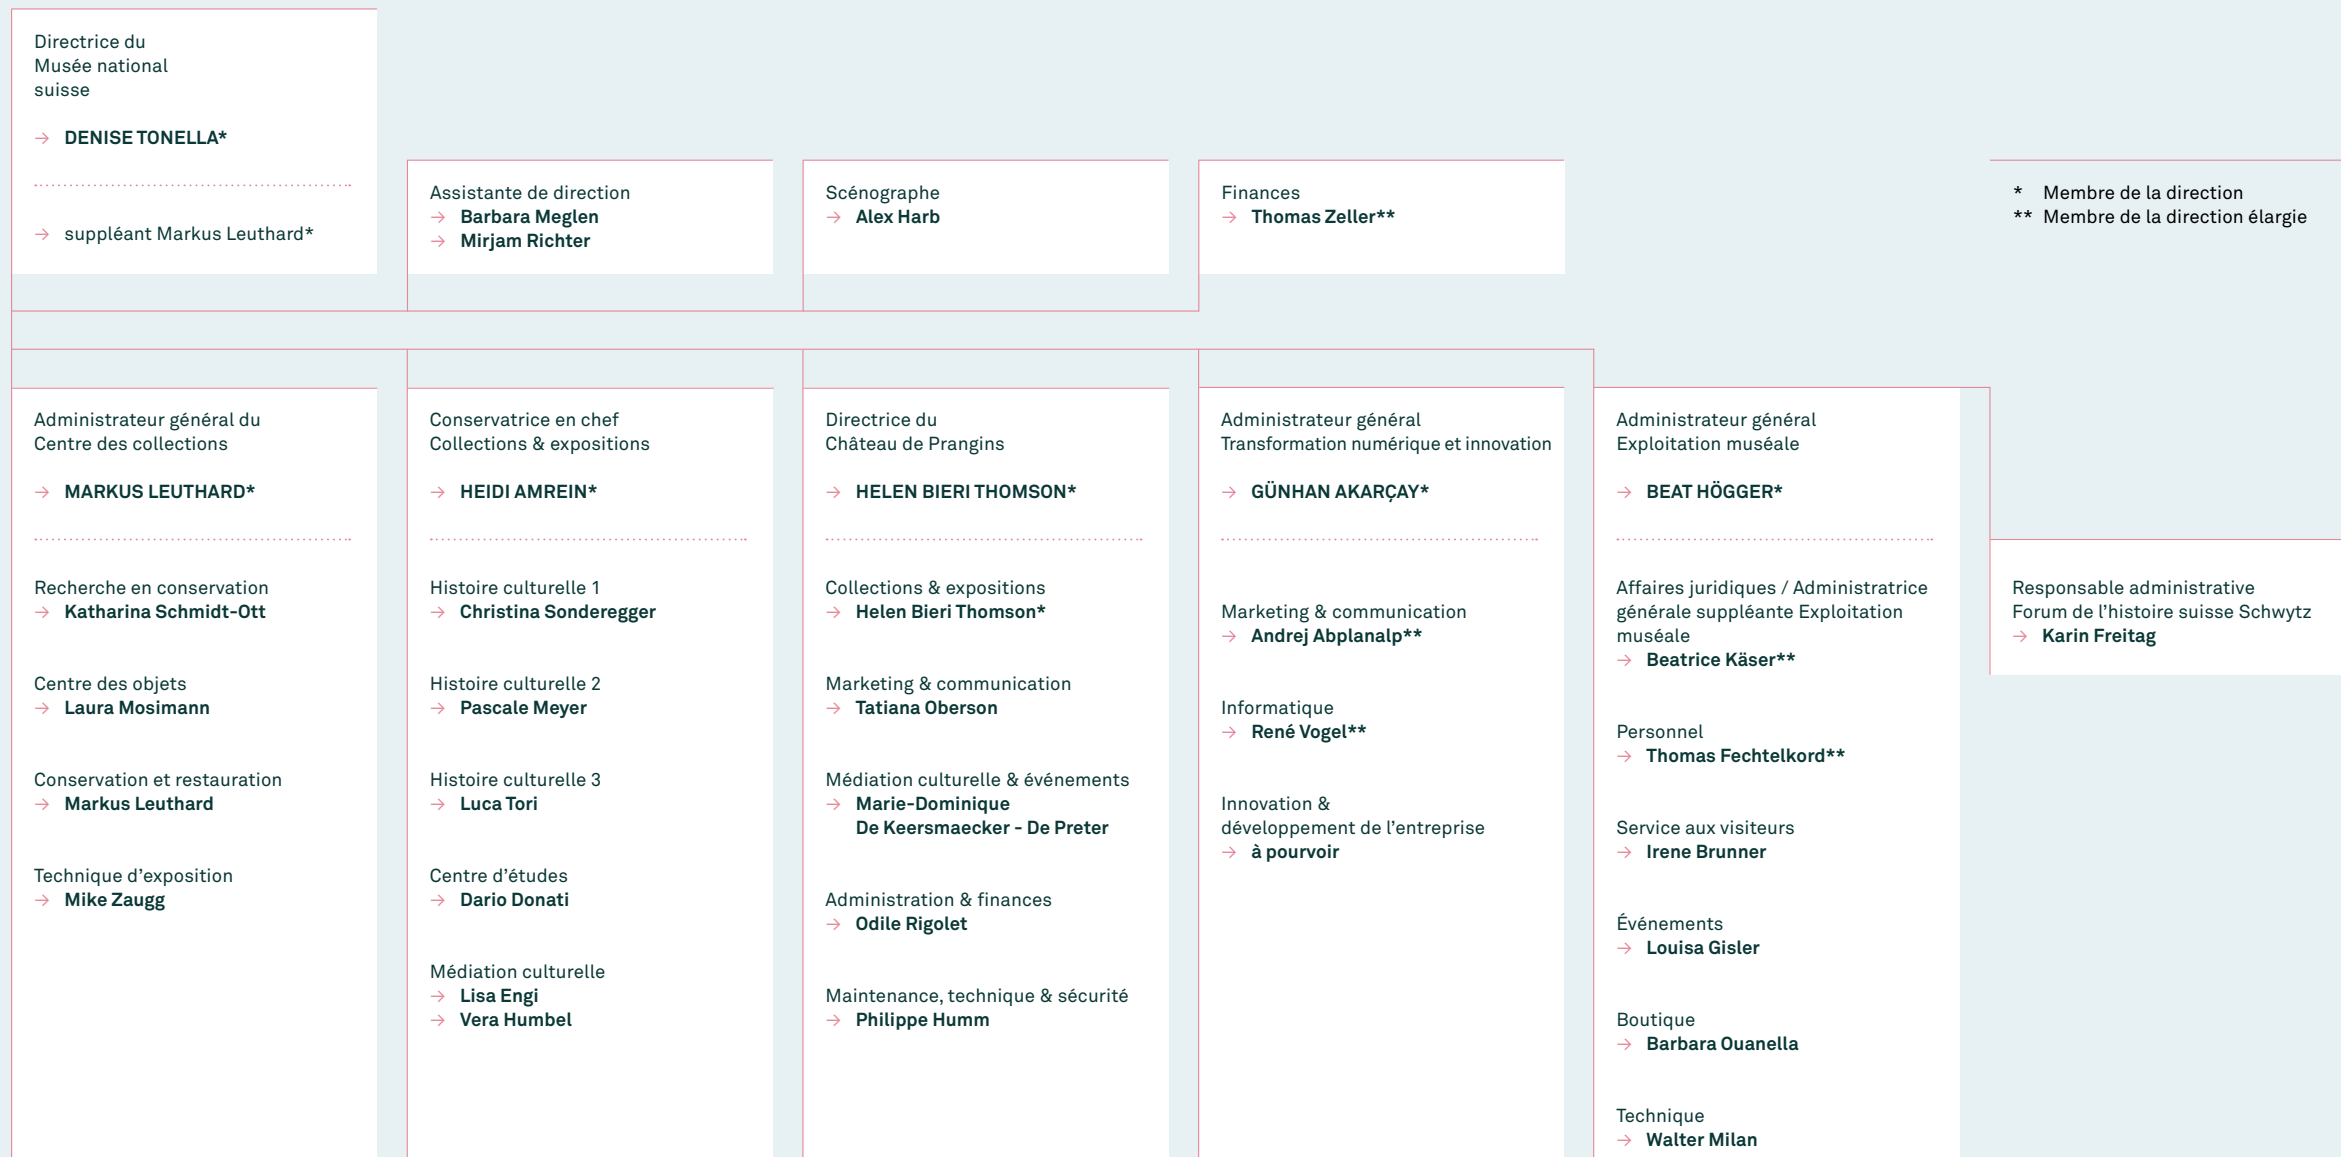 Directrice du
Musée national
suisse
→ DENISE TONELLA*
→ suppléant Markus Leuthard*
Assistante de direction
→ Barbara Meglen
→ Mirjam Richter
Scénographe
→ Alex Harb
Finances
→ Thomas Zeller**
* Membre de la direction
** Membre de la direction élargie
Administrateur général du
Centre des collections
→ MARKUS LEUTHARD*
Recherche en conservation
→ Katharina Schmidt-Ott
Centre des objets
→ Laura Mosimann
Conservation et restauration
→ Markus Leuthard
Technique d’exposition
→ Mike Zaugg
Conservatrice en chef
Collections & expositions
→ HEIDI AMREIN*
Histoire culturelle 1
→ Christina Sonderegger
Histoire culturelle 2
→ Pascale Meyer
Histoire culturelle 3
→ Luca Tori
Centre d’études
→ Dario Donati
Médiation culturelle
→ Lisa Engi
→ Vera Humbel
Directrice du
Château de Prangins
→ HELEN BIERI THOMSON*
Collections & expositions
→ Helen Bieri Thomson*
Marketing & communication
→ Tatiana Oberson
Médiation culturelle & événements
→ Marie-Dominique
De Keersmaecker - De Preter
Administration & finances
→ Odile Rigolet
Maintenance, technique & sécurité
→ Philippe Humm
Administrateur général
Transformation numérique et innovation
→ GÜNHAN AKARÇAY*
Marketing & communication
→ Andrej Abplanalp**
Informatique
→ René Vogel**
Innovation &
développement de l’entreprise
→ à pourvoir
Administrateur général
Exploitation muséale
→ BEAT HÖGGER*
Affaires juridiques / Administratrice
générale suppléante Exploitation
muséale
→ Beatrice Käser**
Personnel
→ Thomas Fechtelkord**
Service aux visiteurs
→ Irene Brunner
Événements
→ Louisa Gisler
Boutique
→ Barbara Ouanella
Technique
→ Walter Milan
Responsable administrative
Forum de l’histoire suisse Schwytz
→ Karin Freitag